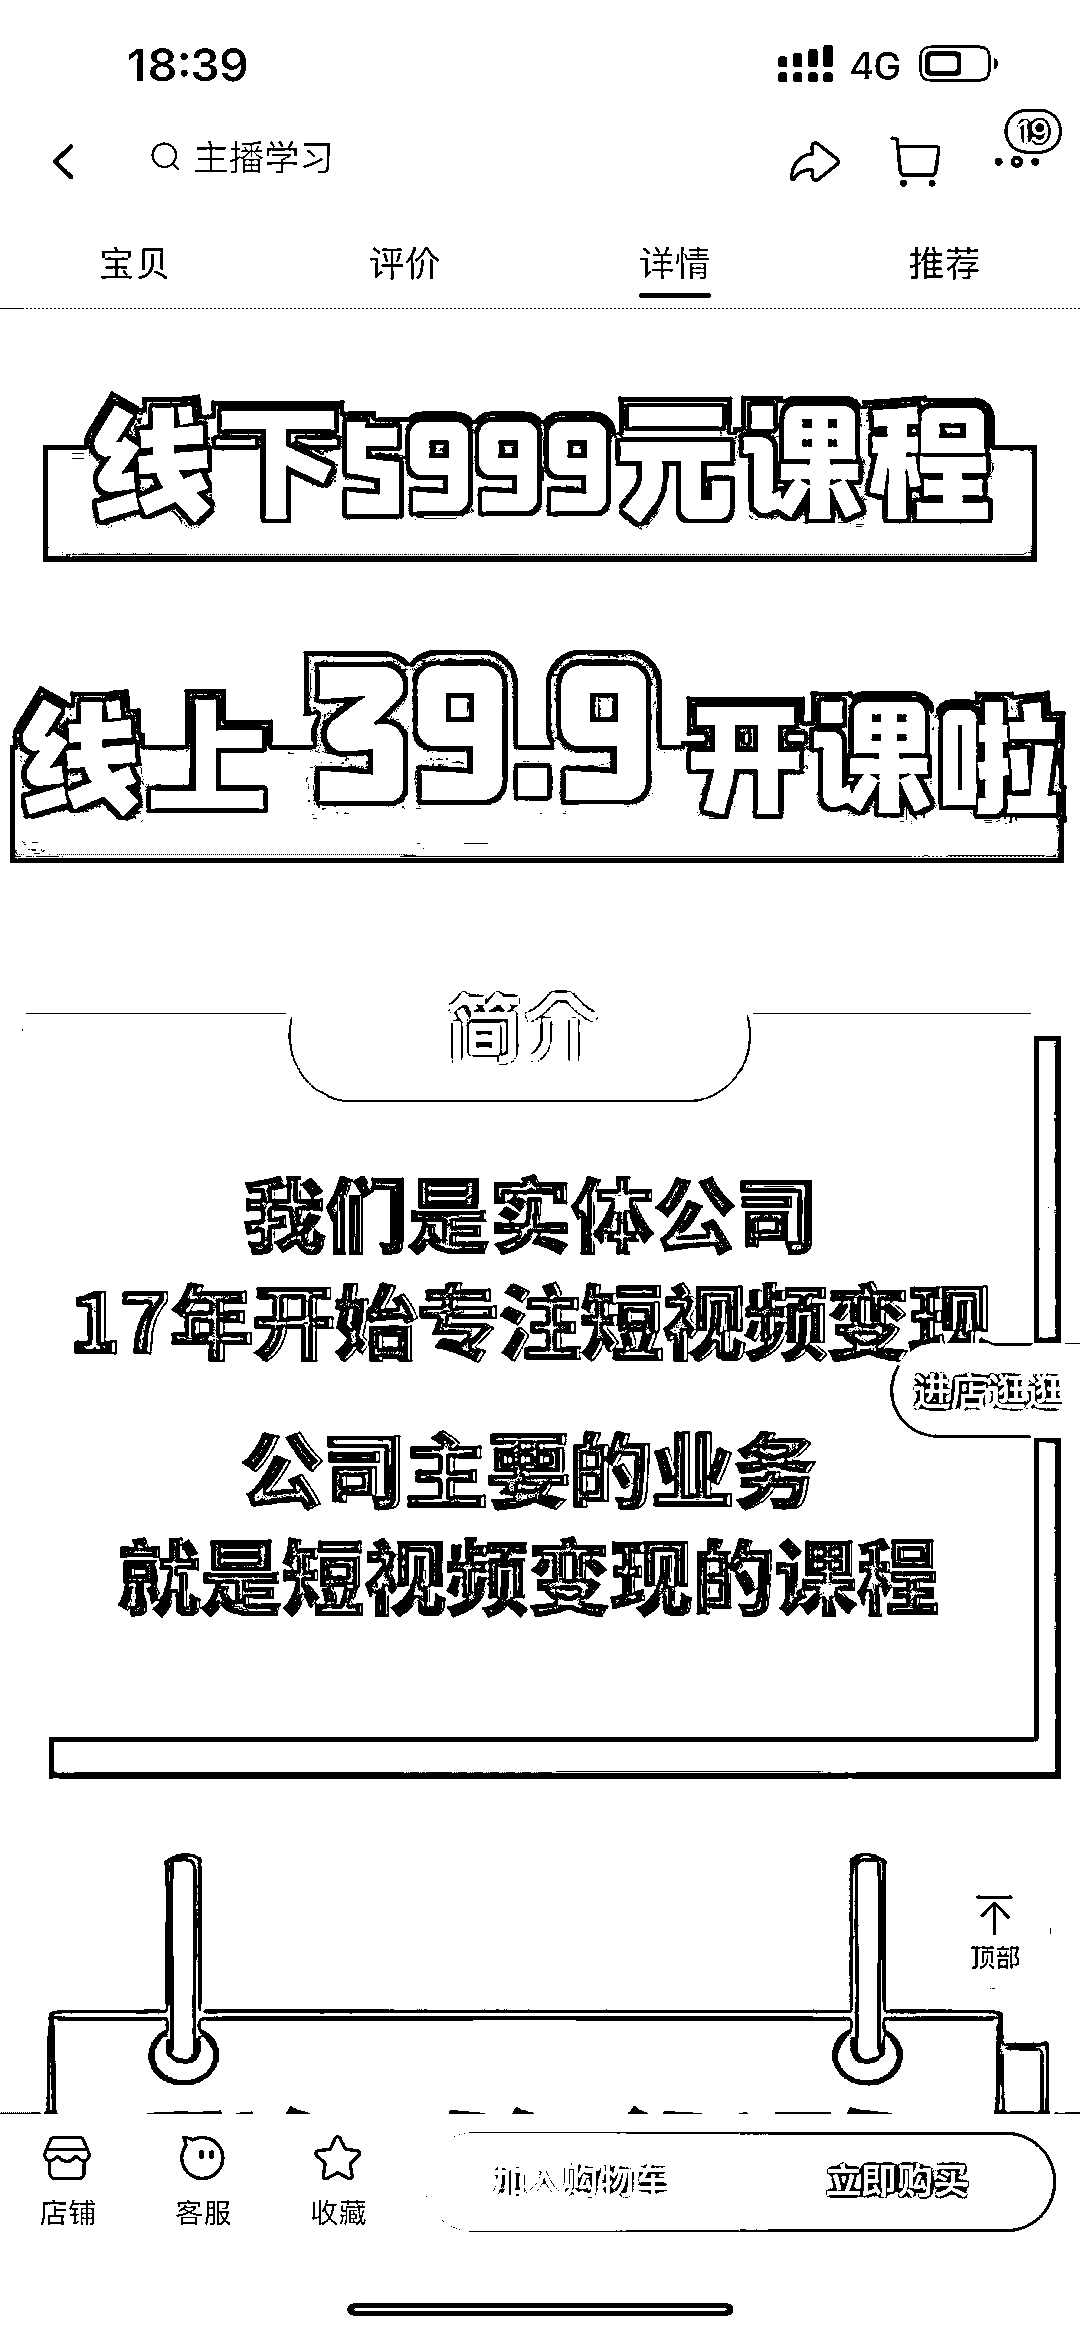 18:39 4G
主播学习 19
宝贝 评价 详情 推荐
线下5999元课程
线上39.9开课啦
简介
我们是实体公司
17年开始专注短视频变现
进店逛逛
公司主要的业务
就是短视频变现的课程
顶部
店铺 客服 收藏 加入购物车 立即购买